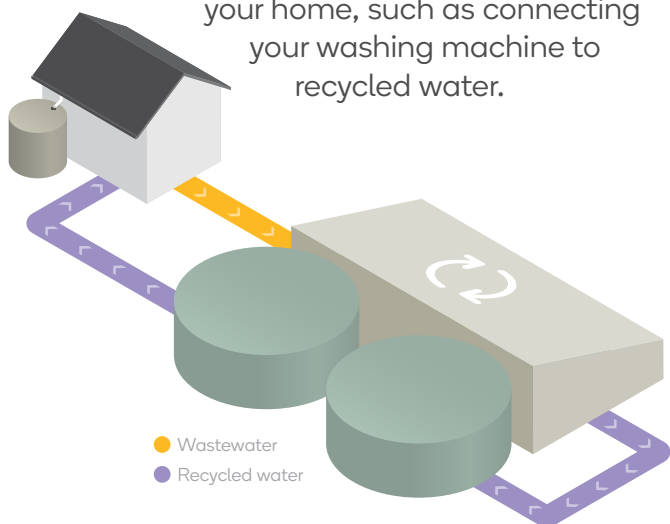 your home, such as connecting
your washing machine to
recycled water.
Wastewater
Recycled water